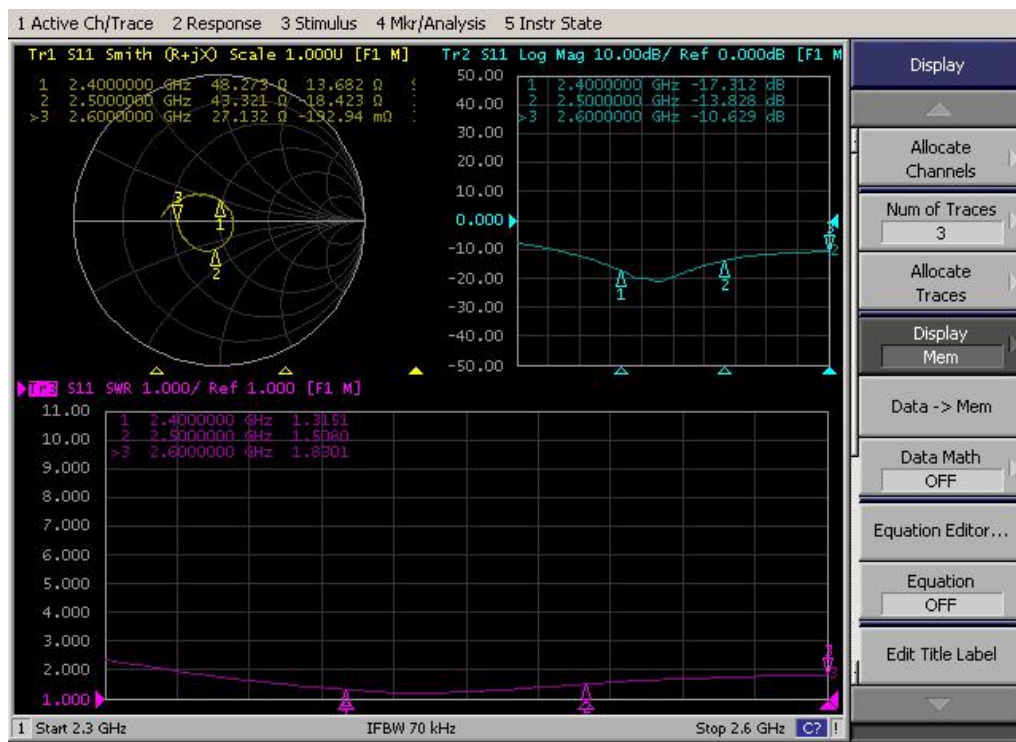 1 Active Ch/Trace 2 Response 3 Stimulus 4 Mkr/Analysis 5 Instr State
Tr1 S11 Smith (R+jX) Scale 1.000U [F1 M]
1 2.4000000 GHz 48.273 Ω 13.682 Ω
2 2.5000000 GHz 43.321 Ω -18.423 Ω
>3 2.6000000 GHz 27.132 Ω -192.94 mΩ
3
1
2
Tr2 S11 Log Mag 10.00dB/ Ref 0.000dB [F1 M
50.00
40.00
30.00
20.00
10.00
0.000
-10.00
-20.00
-30.00
-40.00
-50.00
1 2.4000000 GHz -17.312 dB
2 2.5000000 GHz -13.828 dB
>3 2.6000000 GHz -10.629 dB
3
2
1
2
Tr3 S11 SWR 1.000/ Ref 1.000 [F1 M]
11.00
10.00
9.000
8.000
7.000
6.000
5.000
4.000
3.000
2.000
1.000
1 2.4000000 GHz 1.3151
2 2.5000000 GHz 1.5080
>3 2.6000000 GHz 1.8301
3
3
1
2
1 Start 2.3 GHz IFBW 70 kHz Stop 2.6 GHz C? !
Display
Allocate
Channels
Num of Traces
3
Allocate
Traces
Display
Mem
Data -> Mem
Data Math
OFF
Equation Editor...
Equation
OFF
Edit Title Label